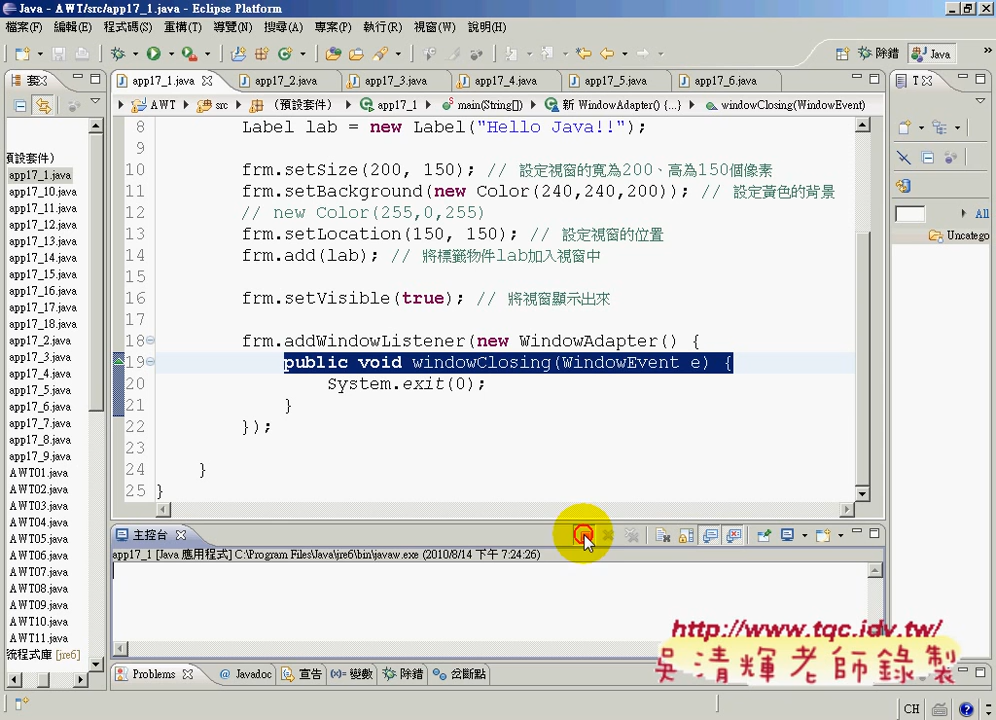 Java - AWT/src/app17_1.java - Eclipse Platform
檔案(F) 編輯(E) 程式碼(S) 重構(T) 導覽(N) 搜尋(A) 專案(P) 執行(R) 視窗(W) 說明(H)
除錯 Java »
套 app17_1.java app17_2.java app17_3.java app17_4.java app17_5.java app17_6.java T
AWT src (預設套件) app17_1 main(String[]) 新 WindowAdapter() {...} windowClosing(WindowEvent)
預設套件)
app17_1.java
app17_10.java
app17_11.java
app17_12.java
app17_13.java
app17_14.java
app17_15.java
app17_16.java
app17_17.java
app17_18.java
app17_2.java
app17_3.java
app17_4.java
app17_5.java
app17_6.java
app17_7.java
app17_8.java
app17_9.java
AWT01.java
AWT02.java
AWT03.java
AWT04.java
AWT05.java
AWT06.java
AWT07.java
AWT08.java
AWT09.java
AWT10.java
AWT11.java
統程式庫 [jre6]
8 Label lab = new Label("Hello Java!!");
9
10 frm.setSize(200, 150); // 設定視窗的寬為200、高為150個像素
11 frm.setBackground(new Color(240,240,200)); // 設定黃色的背景
12 // new Color(255,0,255)
13 frm.setLocation(150, 150); // 設定視窗的位置
14 frm.add(lab); // 將標籤物件lab加入視窗中
15
16 frm.setVisible(true); // 將視窗顯示出來
17
18 frm.addWindowListener(new WindowAdapter() {
19 public void windowClosing(WindowEvent e) {
20 System.exit(0);
21 }
22 });
23
24 }
25 }
All
Uncatego
主控台
app17_1 [Java 應用程式] C:\Program Files\Java\jre6\bin\javaw.exe (2010/8/14 下午 7:24:26)
Problems Javadoc 宣告 (x)= 變數 除錯 岔斷點
http://www.tqc.idv.tw/
吳清輝老師錄製
CH